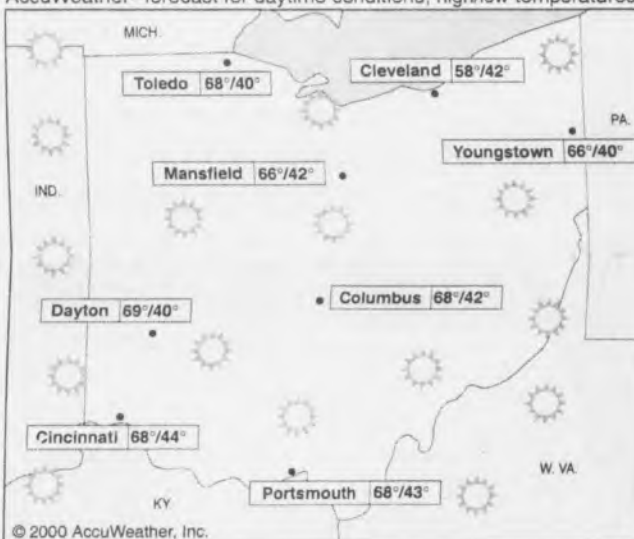 AccuWeather® forecast for daytime conditions, high/low temperatures
MICH.
Toledo 68°/40°
Cleveland 58°/42°
PA.
Youngstown 66°/40°
Mansfield 66°/42°
IND.
Columbus 68°/42°
Dayton 69°/40°
Cincinnati 68°/44°
W. VA.
Portsmouth 68°/43°
KY
© 2000 AccuWeather, Inc.